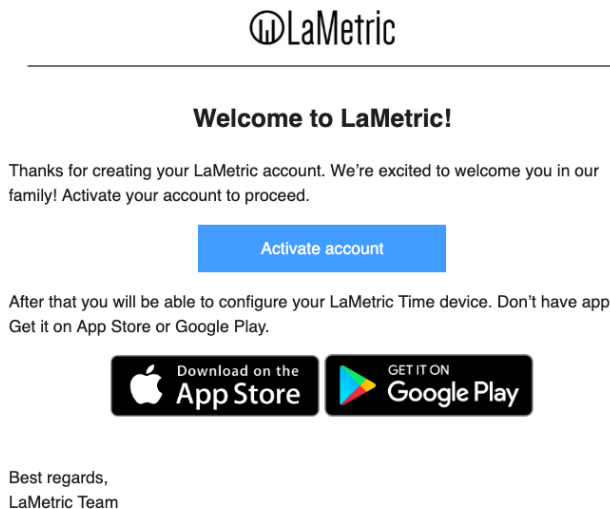 LaMetric
Welcome to LaMetric!
Thanks for creating your LaMetric account. We're excited to welcome you in our
family! Activate your account to proceed.
Activate account
After that you will be able to configure your LaMetric Time device. Don't have app
Get it on App Store or Google Play.
Download on the
App Store
GET IT ON
Google Play
Best regards,
LaMetric Team